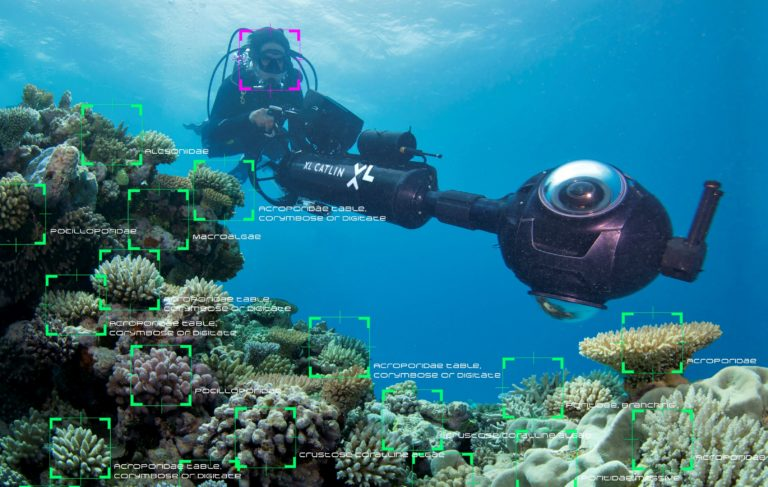 XL CATLIN XL
Alcyoniidae
Acroporidae table,
corymbose or digitate
Pocilloporidae
Macroalgae
Acroporidae table,
corymbose or digitate
Acroporidae table,
corymbose or digitate
Acroporidae
Acroporidae table,
corymbose or digitate
Pocilloporidae
Poritidae, branching
Crustose coralline algae
Crustose coralline algae
Acroporidae
Acroporidae table,
corymbose or digitate
Poritidae massive